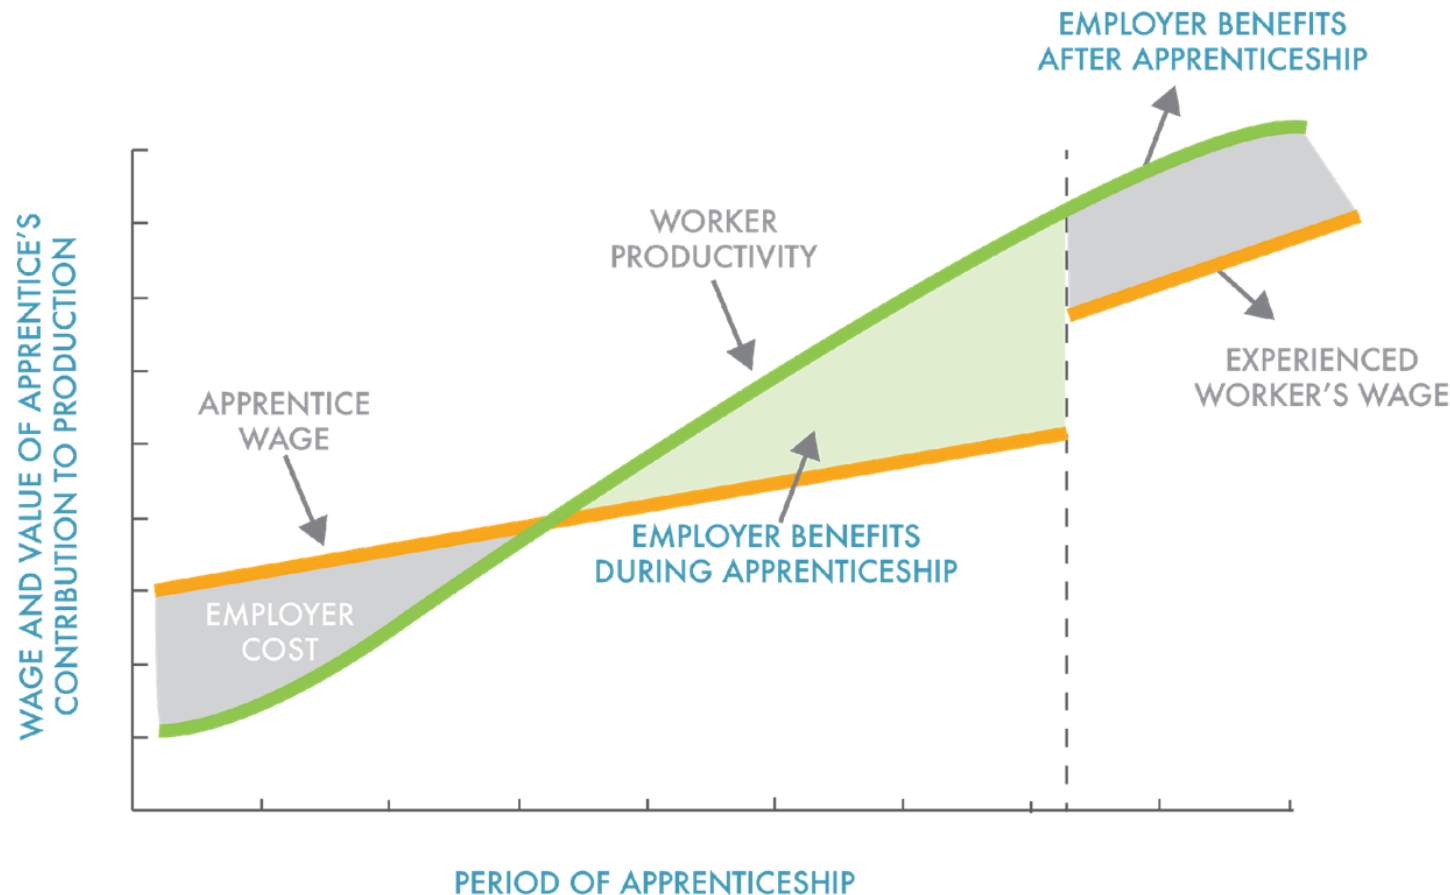 EMPLOYER BENEFITS
AFTER APPRENTICESHIP
WORKER
PRODUCTIVITY
WAGE AND VALUE OF APPRENTICE'S
CONTRIBUTION TO PRODUCTION
APPRENTICE
WAGE
EXPERIENCED
WORKER'S WAGE
EMPLOYER BENEFITS
DURING APPRENTICESHIP
EMPLOYER
COST
PERIOD OF APPRENTICESHIP